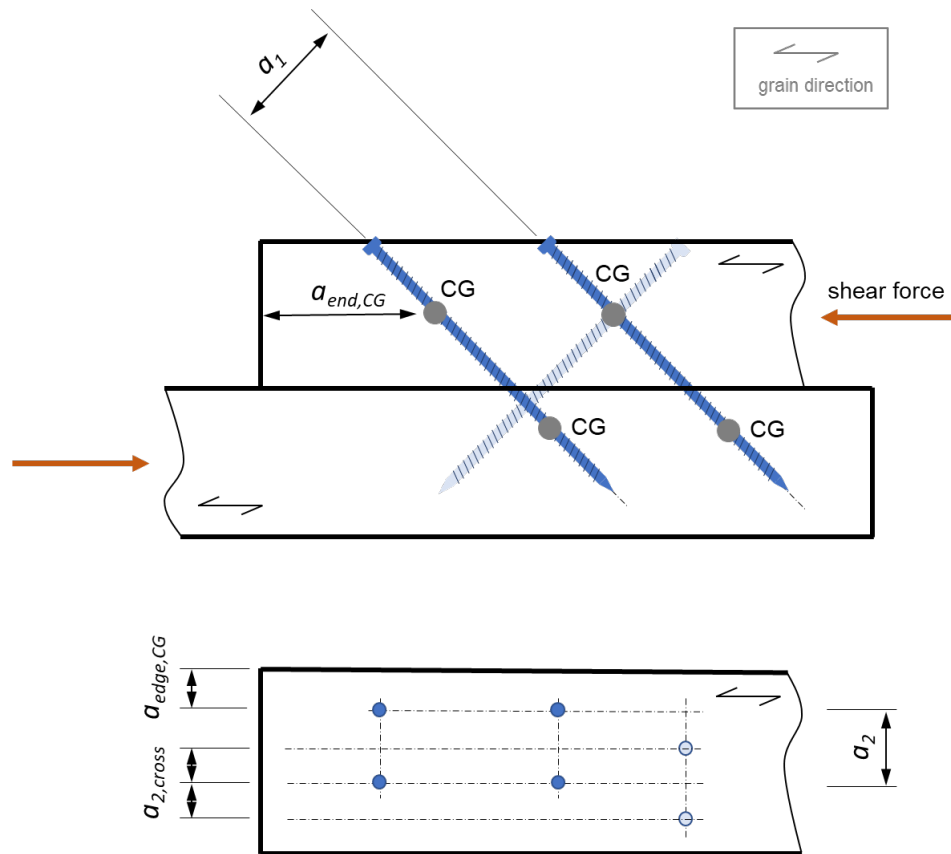 a1
grain direction
CG
CG
aend,CG
shear force
CG
CG
aedge,CG
a2,cross
a2